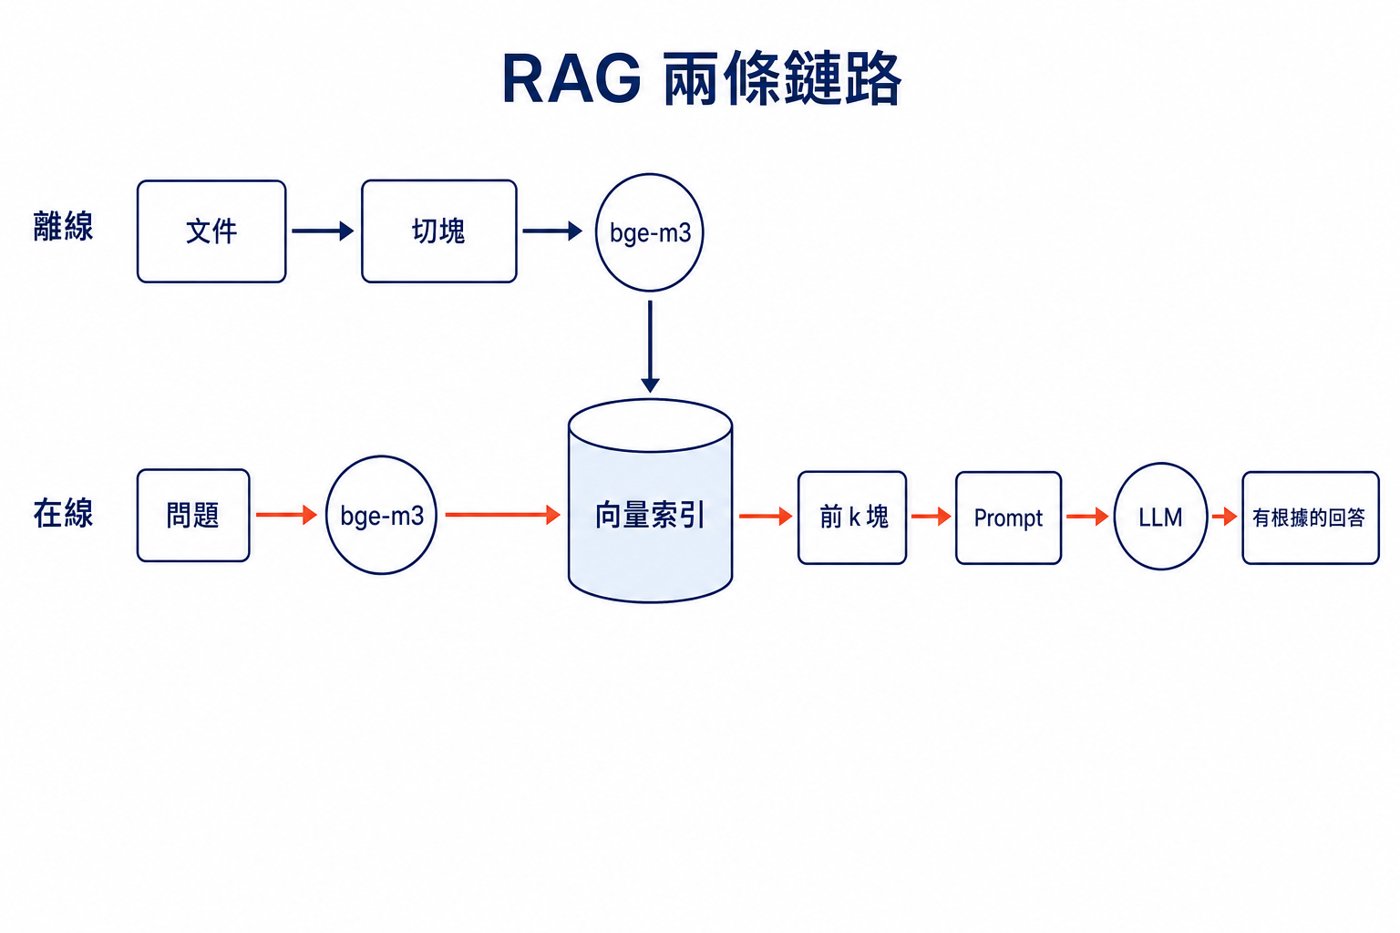 RAG 兩條鏈路
離線
文件
切塊
bge-m3
在線
問題
bge-m3
向量索引
前 k 塊
Prompt
LLM
有根據的回答